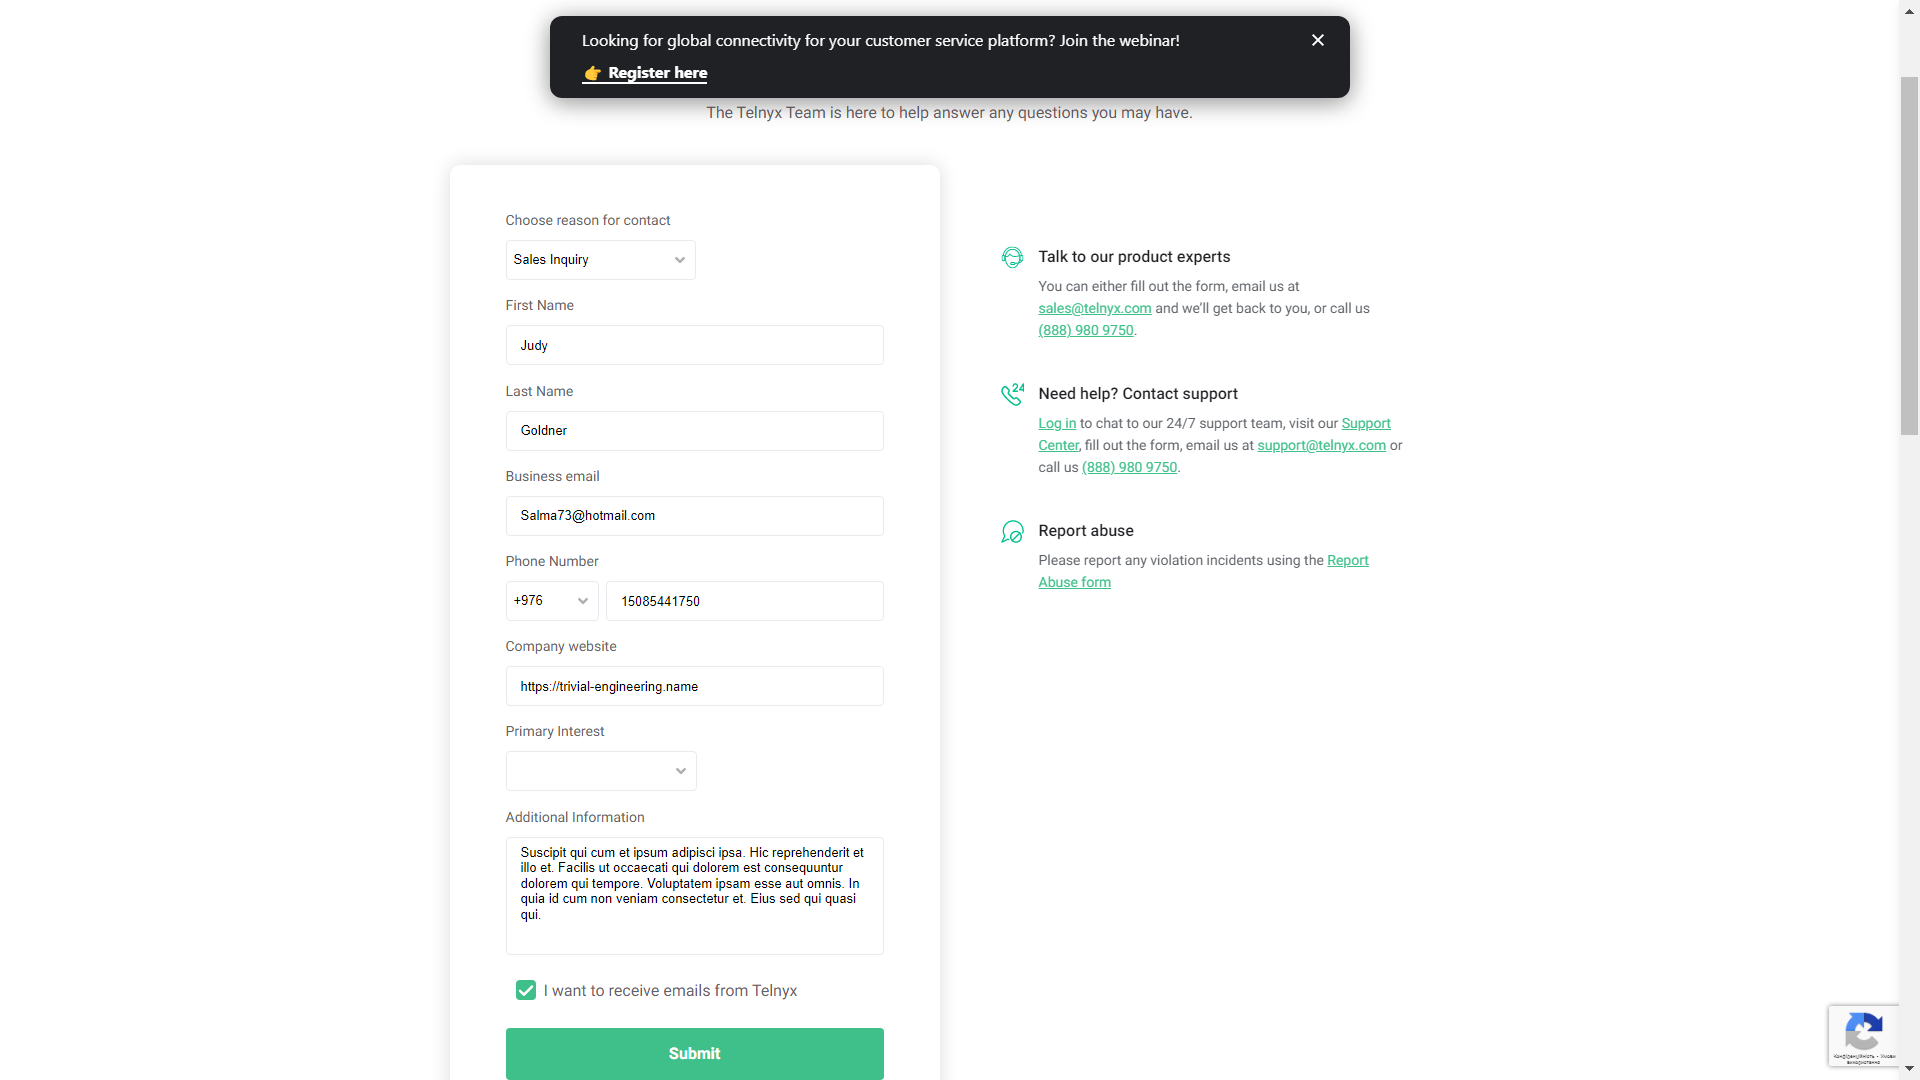 Looking for global connectivity for your customer service platform? Join the webinar!
👉 Register here
The Telnyx Team is here to help answer any questions you may have.
Choose reason for contact
Sales Inquiry
First Name
Judy
Last Name
Goldner
Business email
Salma73@hotmail.com
Phone Number
+976
15085441750
Company website
https://trivial-engineering.name
Primary Interest
Additional Information
Suscipit qui cum et ipsum adipisci ipsa. Hic reprehenderit et
illo et. Facilis ut occaecati qui dolorem est consequuntur
dolorem qui tempore. Voluptatem ipsam esse aut omnis. In
quia id cum non veniam consectetur et. Eius sed qui quasi
qui.
I want to receive emails from Telnyx
Submit
Talk to our product experts
You can either fill out the form, email us at
sales@telnyx.com and we’ll get back to you, or call us
(888) 980 9750.
24
Need help? Contact support
Log in to chat to our 24/7 support team, visit our Support
Center, fill out the form, email us at support@telnyx.com or
call us (888) 980 9750.
Report abuse
Please report any violation incidents using the Report
Abuse form
Конфіденційність - Умови
використання